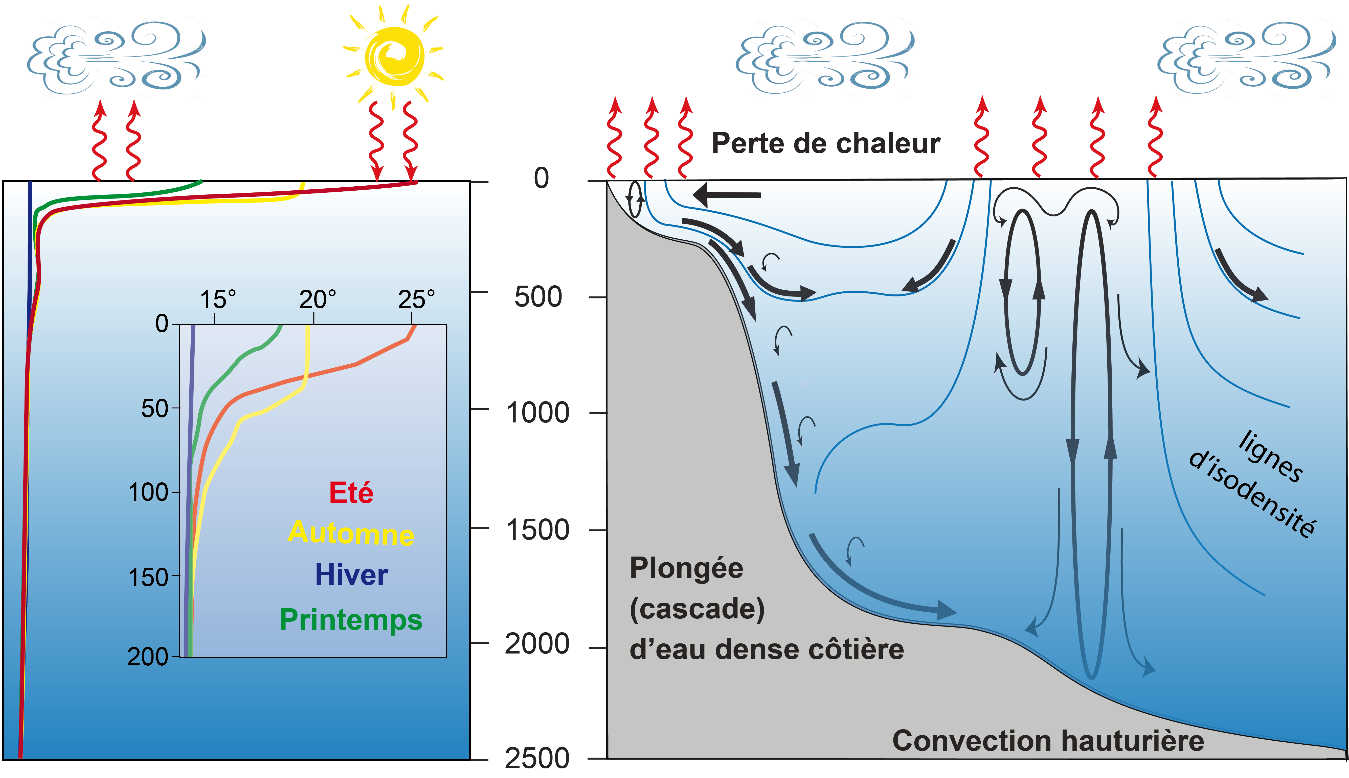 Perte de chaleur
0
500
1000
1500
2000
2500
15°
20°
25°
0
50
100
150
200
Eté
Automne
Hiver
Printemps
lignes
d'isodensité
Plongée
(cascade)
d'eau dense côtière
Convection hauturière